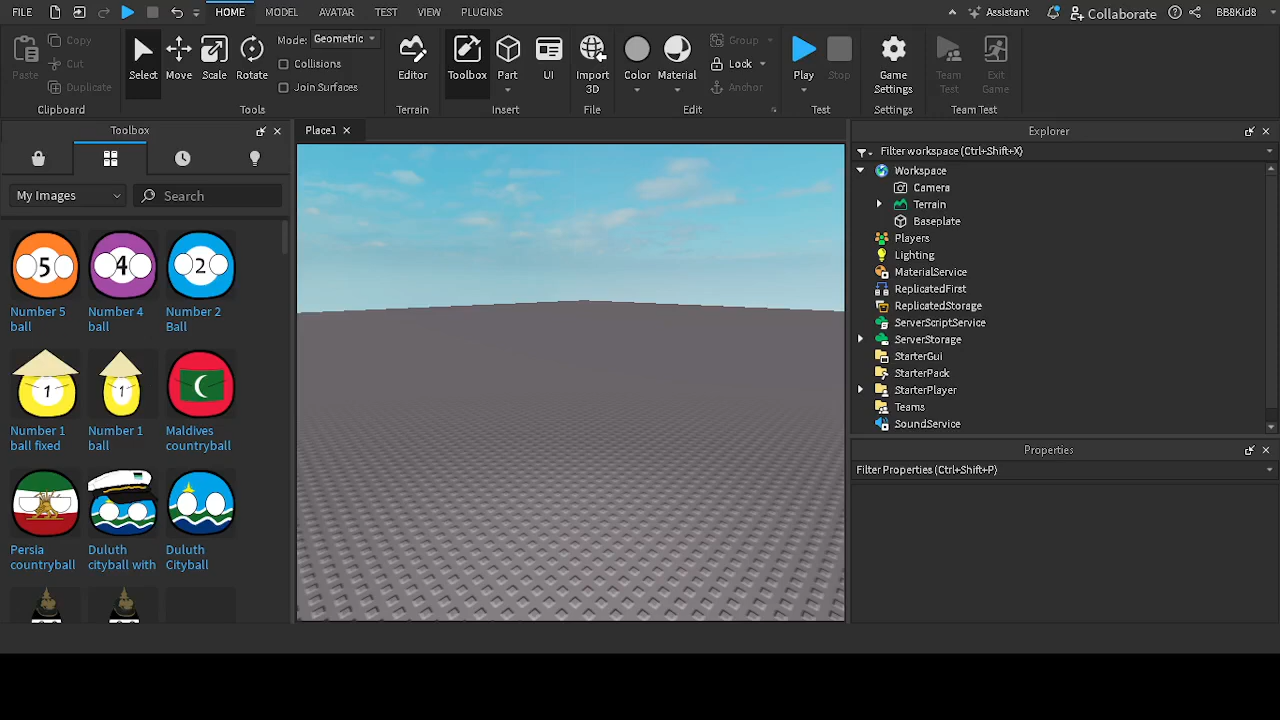 FILE
HOME
MODEL
AVATAR
TEST
VIEW
PLUGINS
Assistant
Collaborate
BB8Kid8
Paste
Copy
Cut
Duplicate
Clipboard
Select
Move
Scale
Rotate
Mode: Geometric
Collisions
Join Surfaces
Tools
Editor
Terrain
Toolbox
Part
UI
Insert
Import
3D
File
Color
Material
Group
Lock
Anchor
Edit
Play
Stop
Test
Game
Settings
Settings
Team
Test
Exit
Game
Team Test
Toolbox
My Images
Search
5
4
2
Number 5
ball
Number 4
ball
Number 2
Ball
1
1
Number 1
ball fixed
Number 1
ball
Maldives
countryball
Persia
countryball
Duluth
cityball with
Duluth
Cityball
Place1
Explorer
Filter workspace (Ctrl+Shift+X)
Workspace
Camera
Terrain
Baseplate
Players
Lighting
MaterialService
ReplicatedFirst
ReplicatedStorage
ServerScriptService
ServerStorage
StarterGui
StarterPack
StarterPlayer
Teams
SoundService
Properties
Filter Properties (Ctrl+Shift+P)